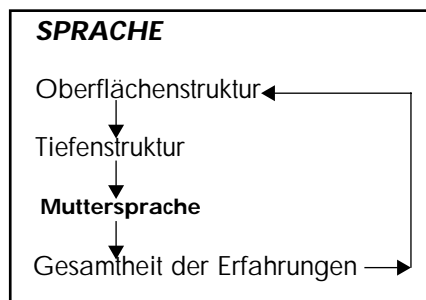 SPRACHE
Oberflächenstruktur
Tiefenstruktur
Muttersprache
Gesamtheit der Erfahrungen